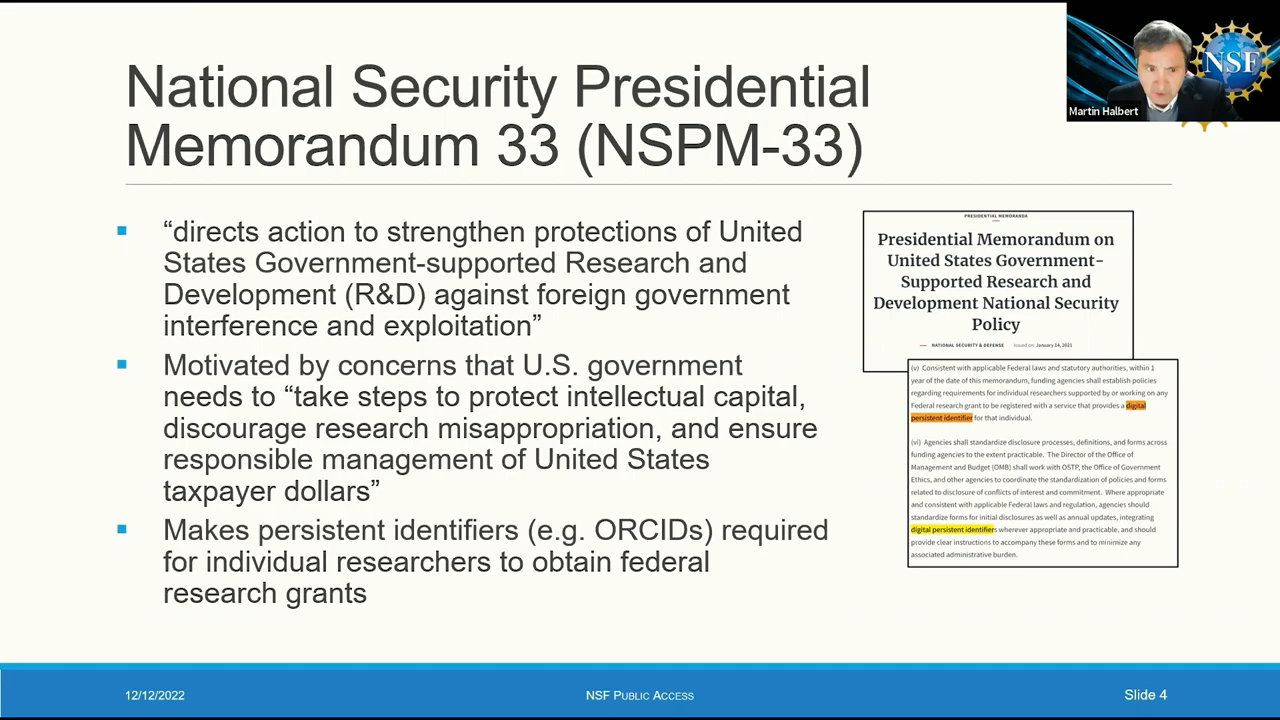 National Security Presidential
Memorandum 33 (NSPM-33)
▪ “directs action to strengthen protections of United
States Government-supported Research and
Development (R&D) against foreign government
interference and exploitation”
▪ Motivated by concerns that U.S. government
needs to “take steps to protect intellectual capital,
discourage research misappropriation, and ensure
responsible management of United States
taxpayer dollars”
▪ Makes persistent identifiers (e.g. ORCIDs) required
for individual researchers to obtain federal
research grants
NSF
Martin Halbert
PRESIDENTIAL MEMORANDA
Presidential Memorandum on
United States Government-
Supported Research and
Development National Security
Policy
NATIONAL SECURITY & DEFENSE Issued on: January 14, 2021
(v) Consistent with applicable Federal laws and statutory authorities, within 1
year of the date of this memorandum, funding agencies shall establish policies
regarding requirements for individual researchers supported by or working on any
Federal research grant to be registered with a service that provides a digital
persistent identifier for that individual.
(vi) Agencies shall standardize disclosure processes, definitions, and forms across
funding agencies to the extent practicable. The Director of the Office of
Management and Budget (OMB) shall work with OSTP, the Office of Government
Ethics, and other agencies to coordinate the standardization of policies and forms
related to disclosure of conflicts of interest and commitment. Where appropriate
and consistent with applicable Federal laws and regulation, agencies should
standardize forms for initial disclosures as well as annual updates, integrating
digital persistent identifiers wherever appropriate and practicable, and should
provide clear instructions to accompany these forms and to minimize any
associated administrative burden.
12/12/2022
NSF PUBLIC ACCESS
Slide 4